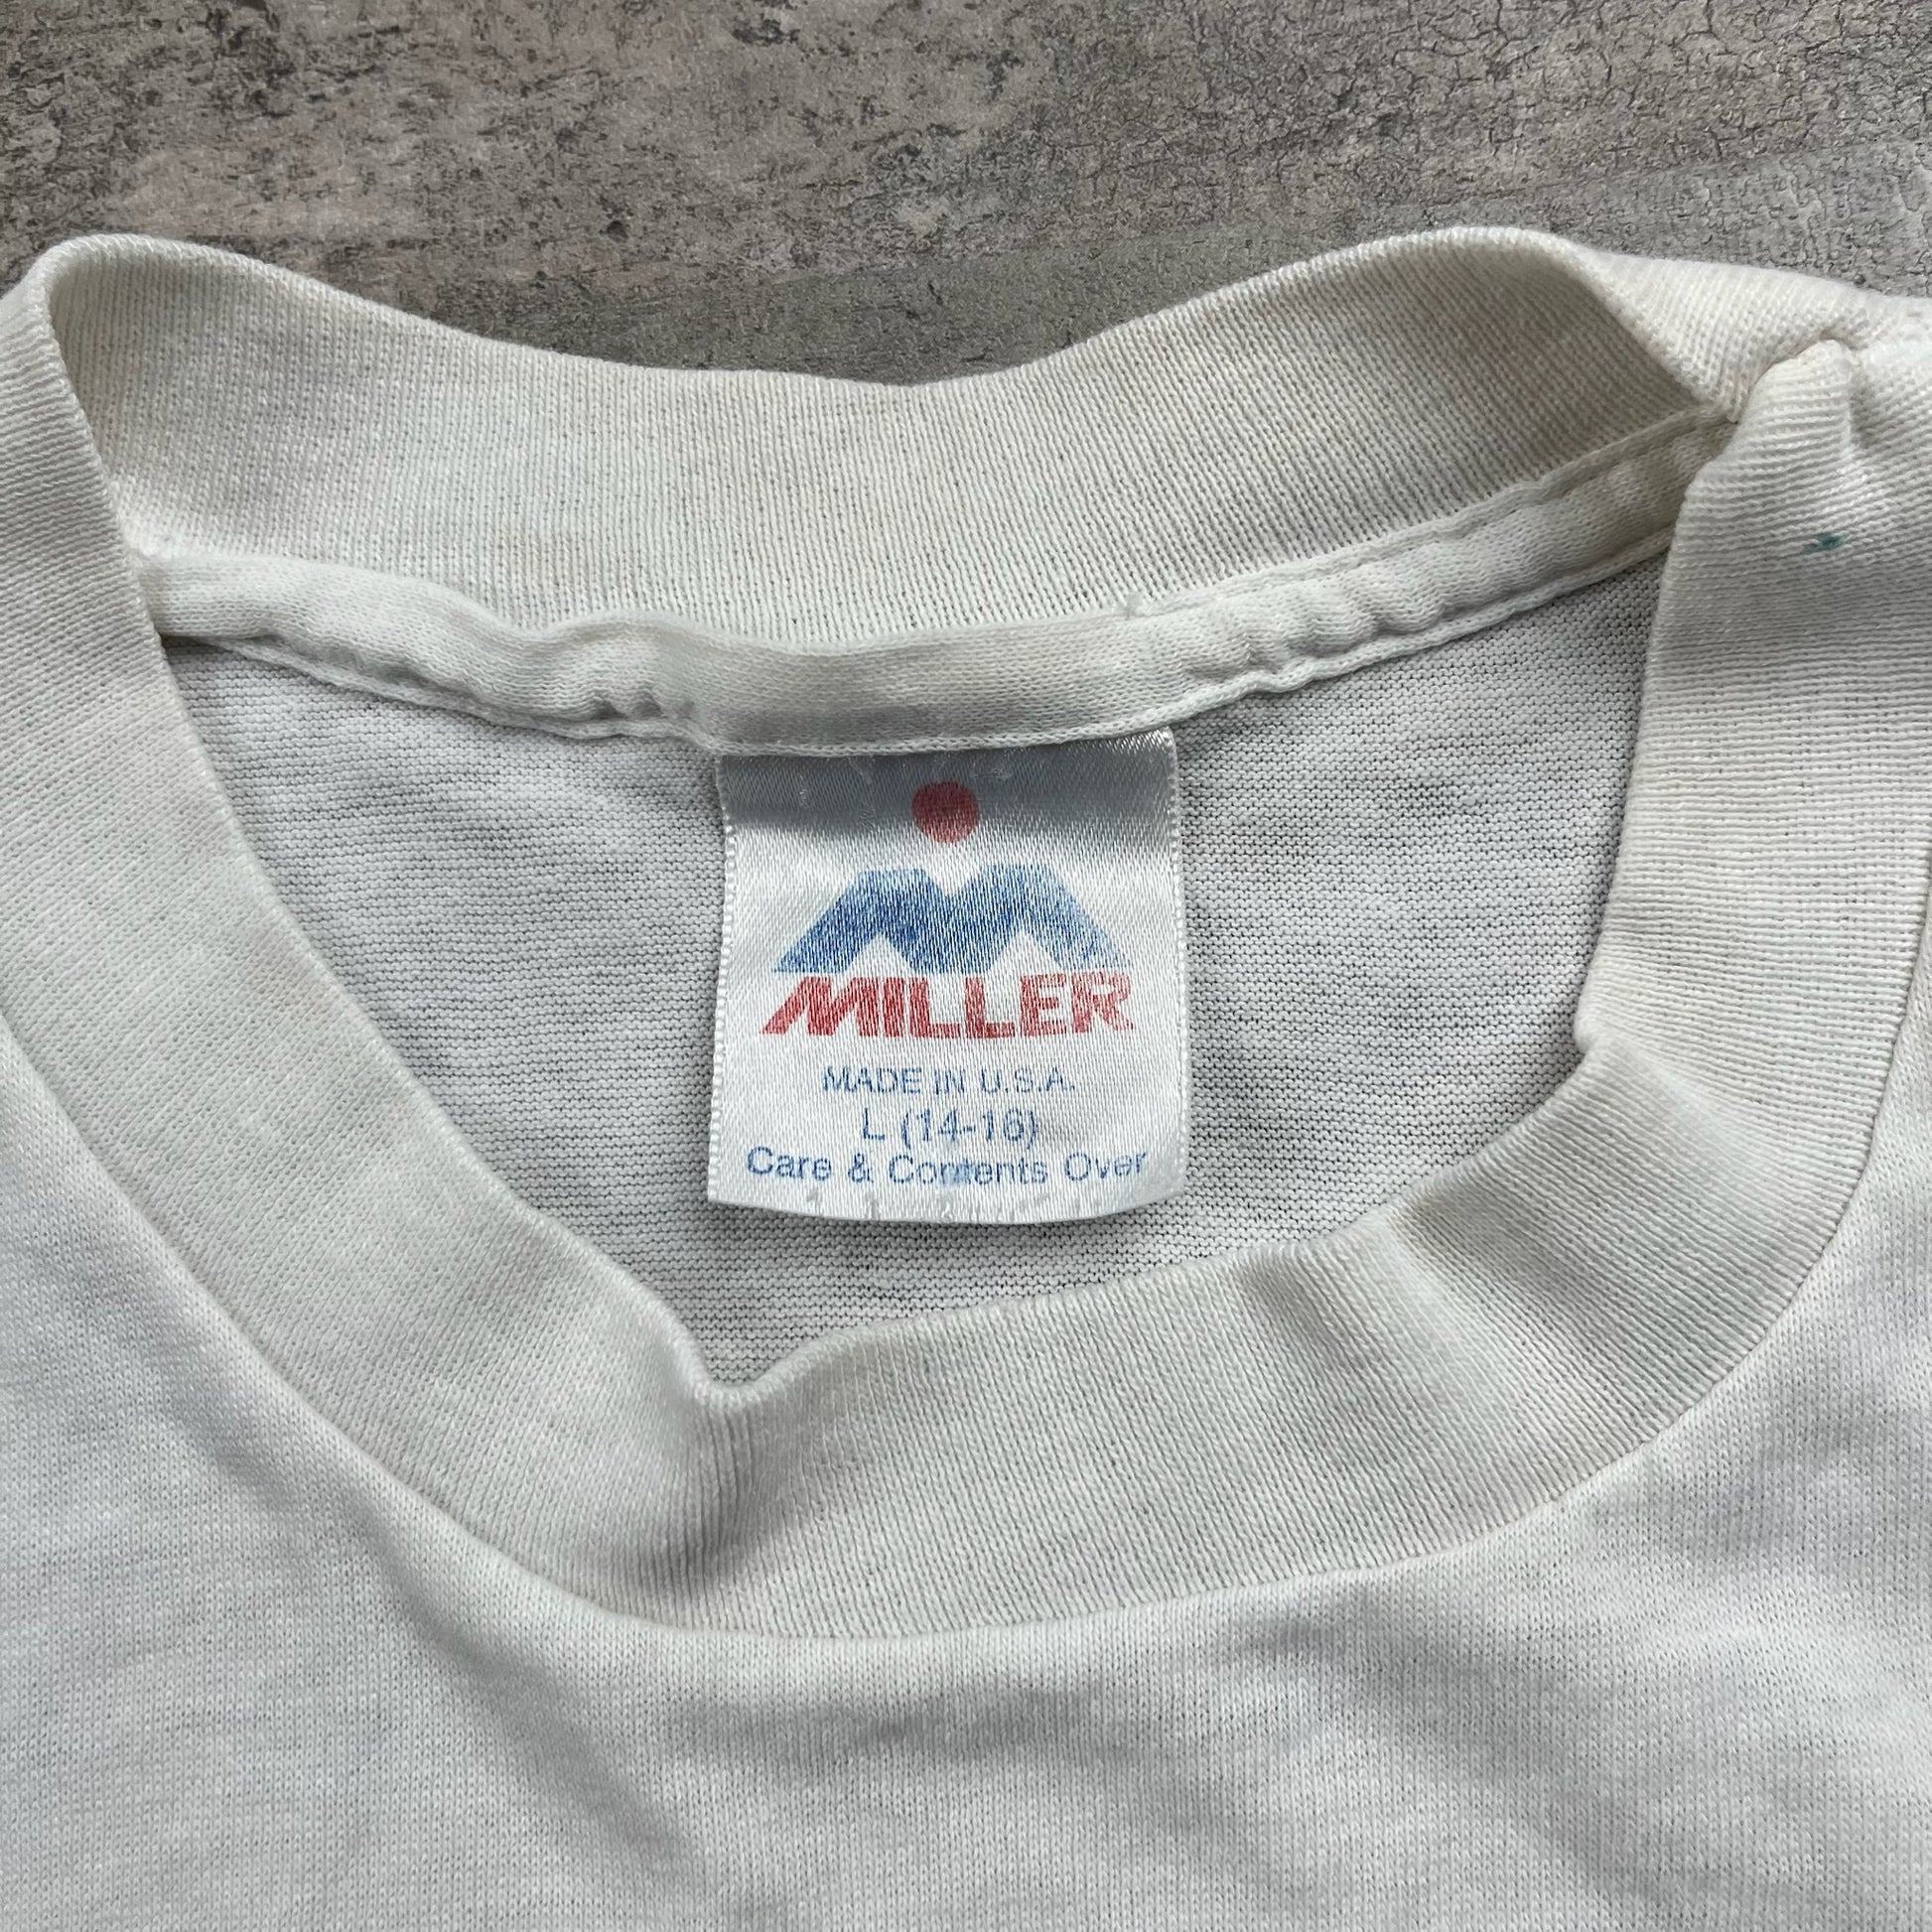 MILLER
MADE IN U.S.A.
L (14-16)
Care & Contents Over